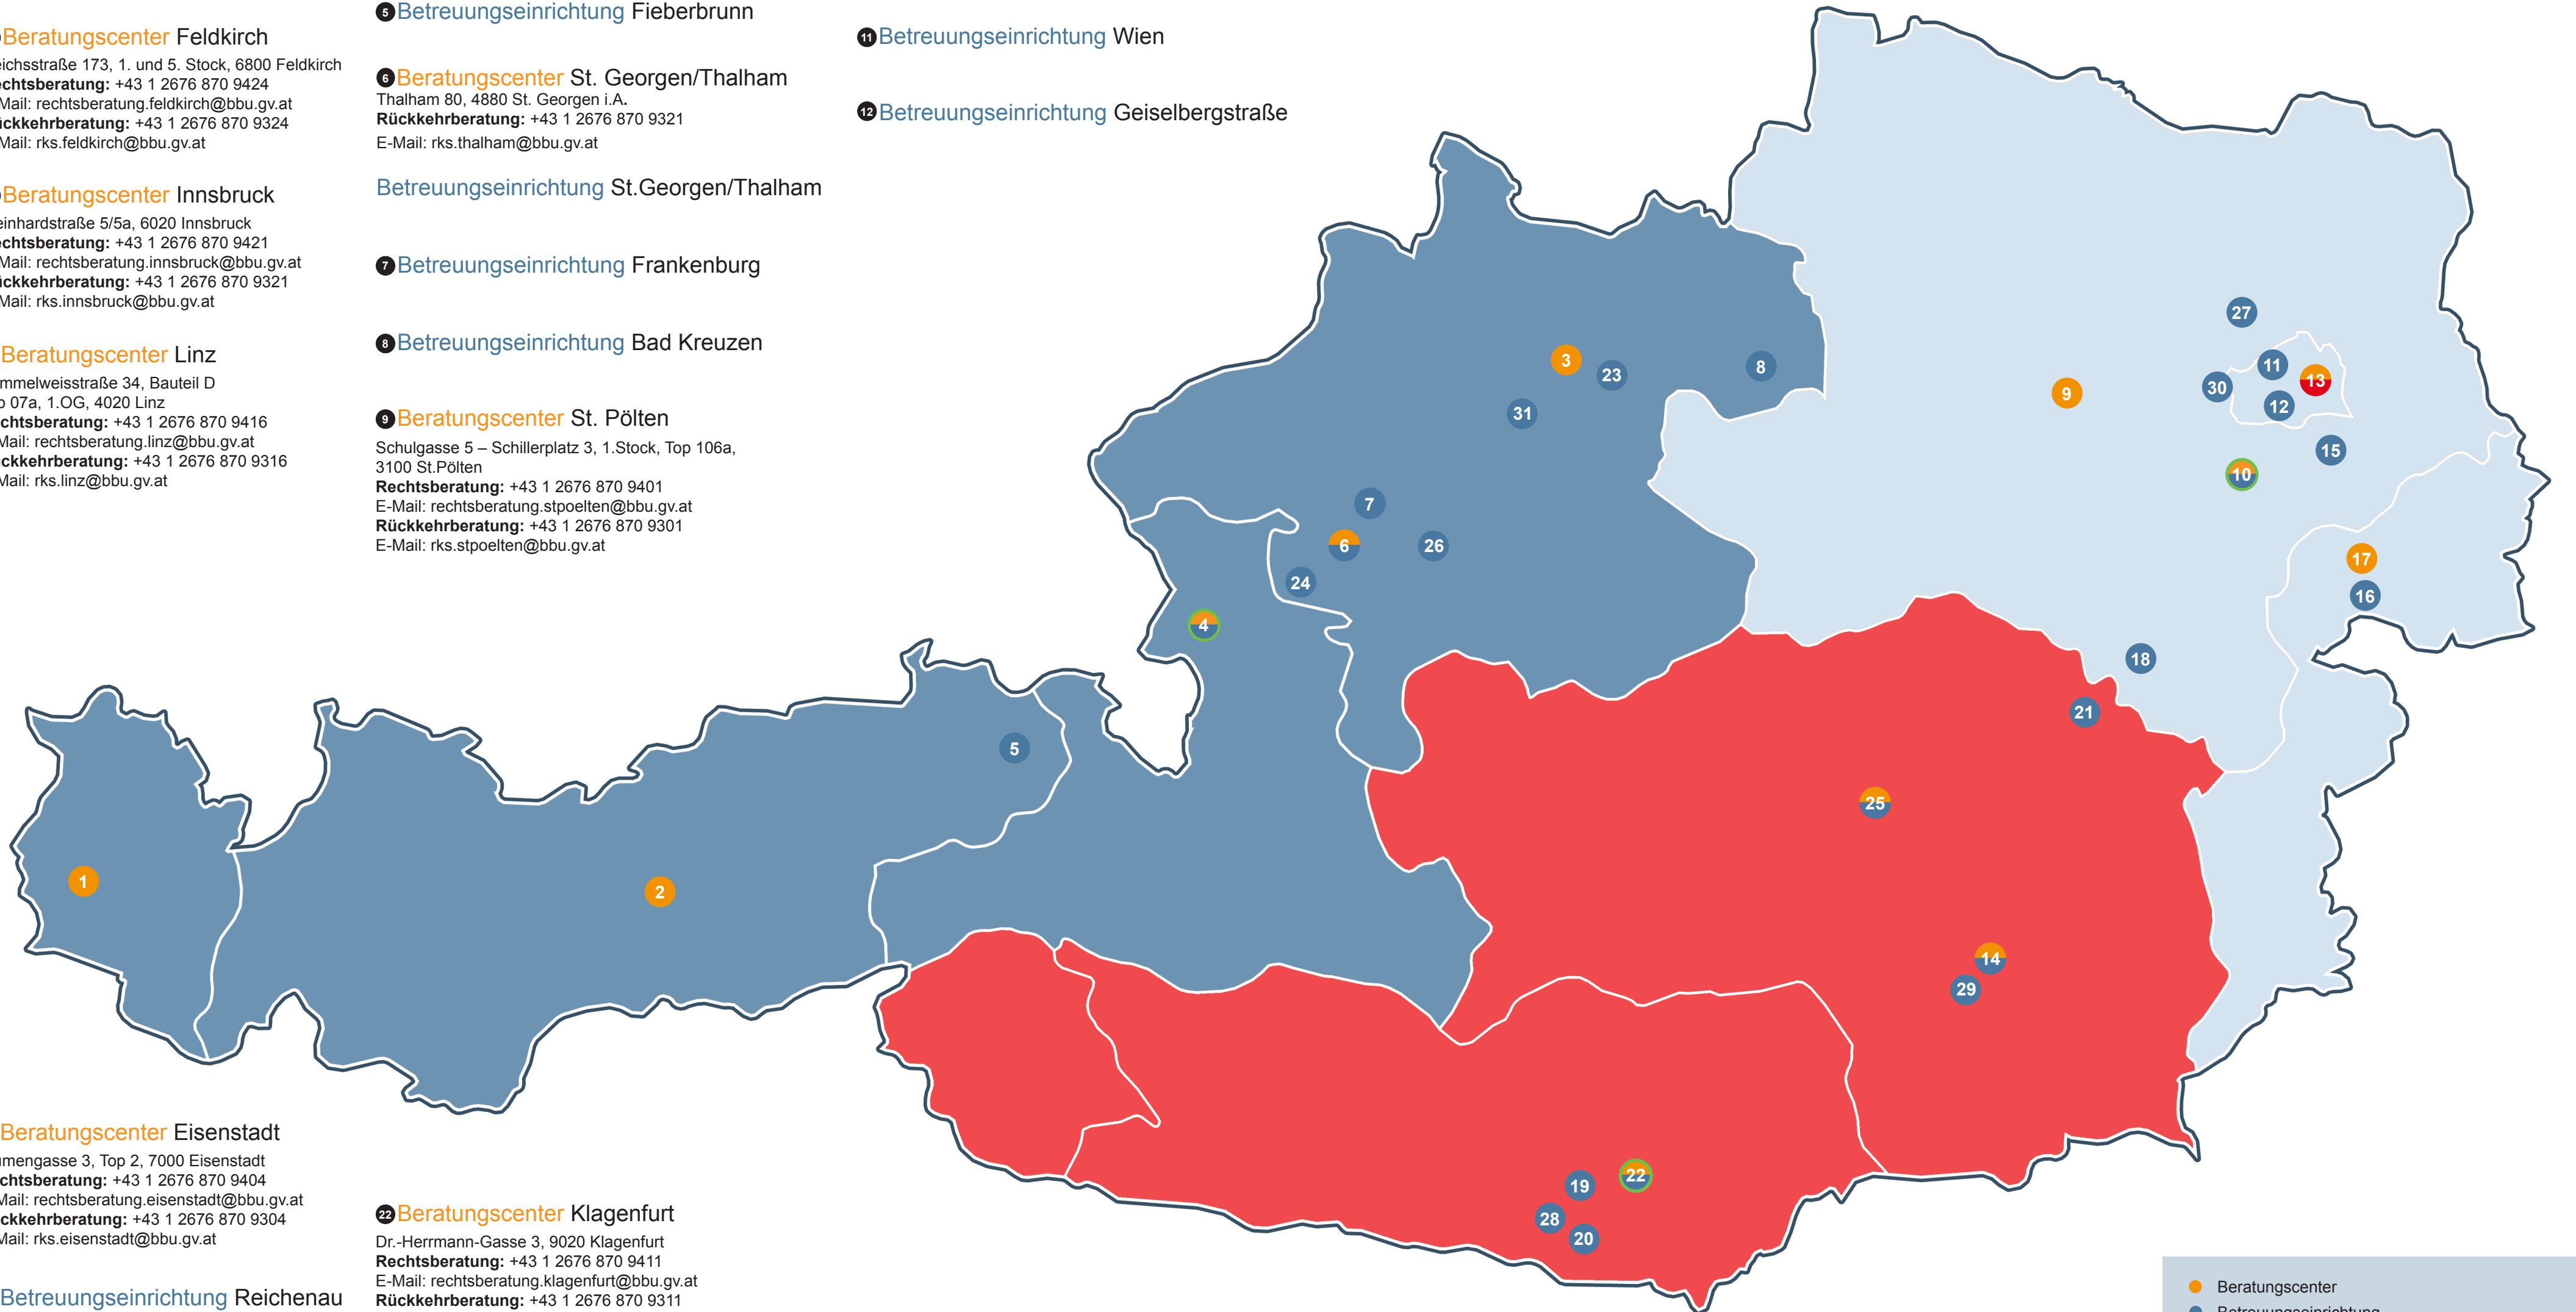 Beratungscenter Feldkirch
eichsstraße 173, 1. und 5. Stock, 6800 Feldkirch
echtsberatung: +43 1 2676 870 9424
Mail: rechtsberatung.feldkirch@bbu.gv.at
ückkehrberatung: +43 1 2676 870 9324
Mail: rks.feldkirch@bbu.gv.at
Beratungscenter Innsbruck
einhardstraße 5/5a, 6020 Innsbruck
echtsberatung: +43 1 2676 870 9421
Mail: rechtsberatung.innsbruck@bbu.gv.at
ückkehrberatung: +43 1 2676 870 9321
Mail: rks.innsbruck@bbu.gv.at
Beratungscenter Linz
mmelweisstraße 34, Bauteil D
07a, 1.OG, 4020 Linz
chtsberatung: +43 1 2676 870 9416
Mail: rechtsberatung.linz@bbu.gv.at
ckkehrberatung: +43 1 2676 870 9316
Mail: rks.linz@bbu.gv.at
Beratungscenter Eisenstadt
mengasse 3, Top 2, 7000 Eisenstadt
chtsberatung: +43 1 2676 870 9404
Mail: rechtsberatung.eisenstadt@bbu.gv.at
ckkehrberatung: +43 1 2676 870 9304
Mail: rks.eisenstadt@bbu.gv.at
Betreuungseinrichtung Reichenau
5 Betreuungseinrichtung Fieberbrunn
6 Beratungscenter St. Georgen/Thalham
Thalham 80, 4880 St. Georgen i.A.
Rückkehrberatung: +43 1 2676 870 9321
E-Mail: rks.thalham@bbu.gv.at
Betreuungseinrichtung St.Georgen/Thalham
7 Betreuungseinrichtung Frankenburg
8 Betreuungseinrichtung Bad Kreuzen
9 Beratungscenter St. Pölten
Schulgasse 5 – Schillerplatz 3, 1.Stock, Top 106a,
3100 St.Pölten
Rechtsberatung: +43 1 2676 870 9401
E-Mail: rechtsberatung.stpoelten@bbu.gv.at
Rückkehrberatung: +43 1 2676 870 9301
E-Mail: rks.stpoelten@bbu.gv.at
22 Beratungscenter Klagenfurt
Dr.-Herrmann-Gasse 3, 9020 Klagenfurt
Rechtsberatung: +43 1 2676 870 9411
E-Mail: rechtsberatung.klagenfurt@bbu.gv.at
Rückkehrberatung: +43 1 2676 870 9311
11 Betreuungseinrichtung Wien
12 Betreuungseinrichtung Geiselbergstraße
27
3
23
8
11
13
30
12
9
31
15
10
7
6
26
17
24
16
4
18
21
5
25
1
2
14
29
22
19
28
20
Beratungscenter
Betreuungseinrichtung